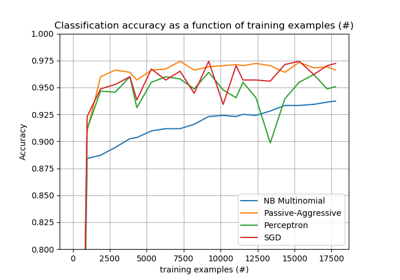 Classification accuracy as a function of training examples (#)
1.000
0.975
0.950
0.925
0.900
0.875
0.850
0.825
0.800
Accuracy
NB Multinomial
Passive-Aggressive
Perceptron
SGD
0 2500 5000 7500 10000 12500 15000 17500
training examples (#)